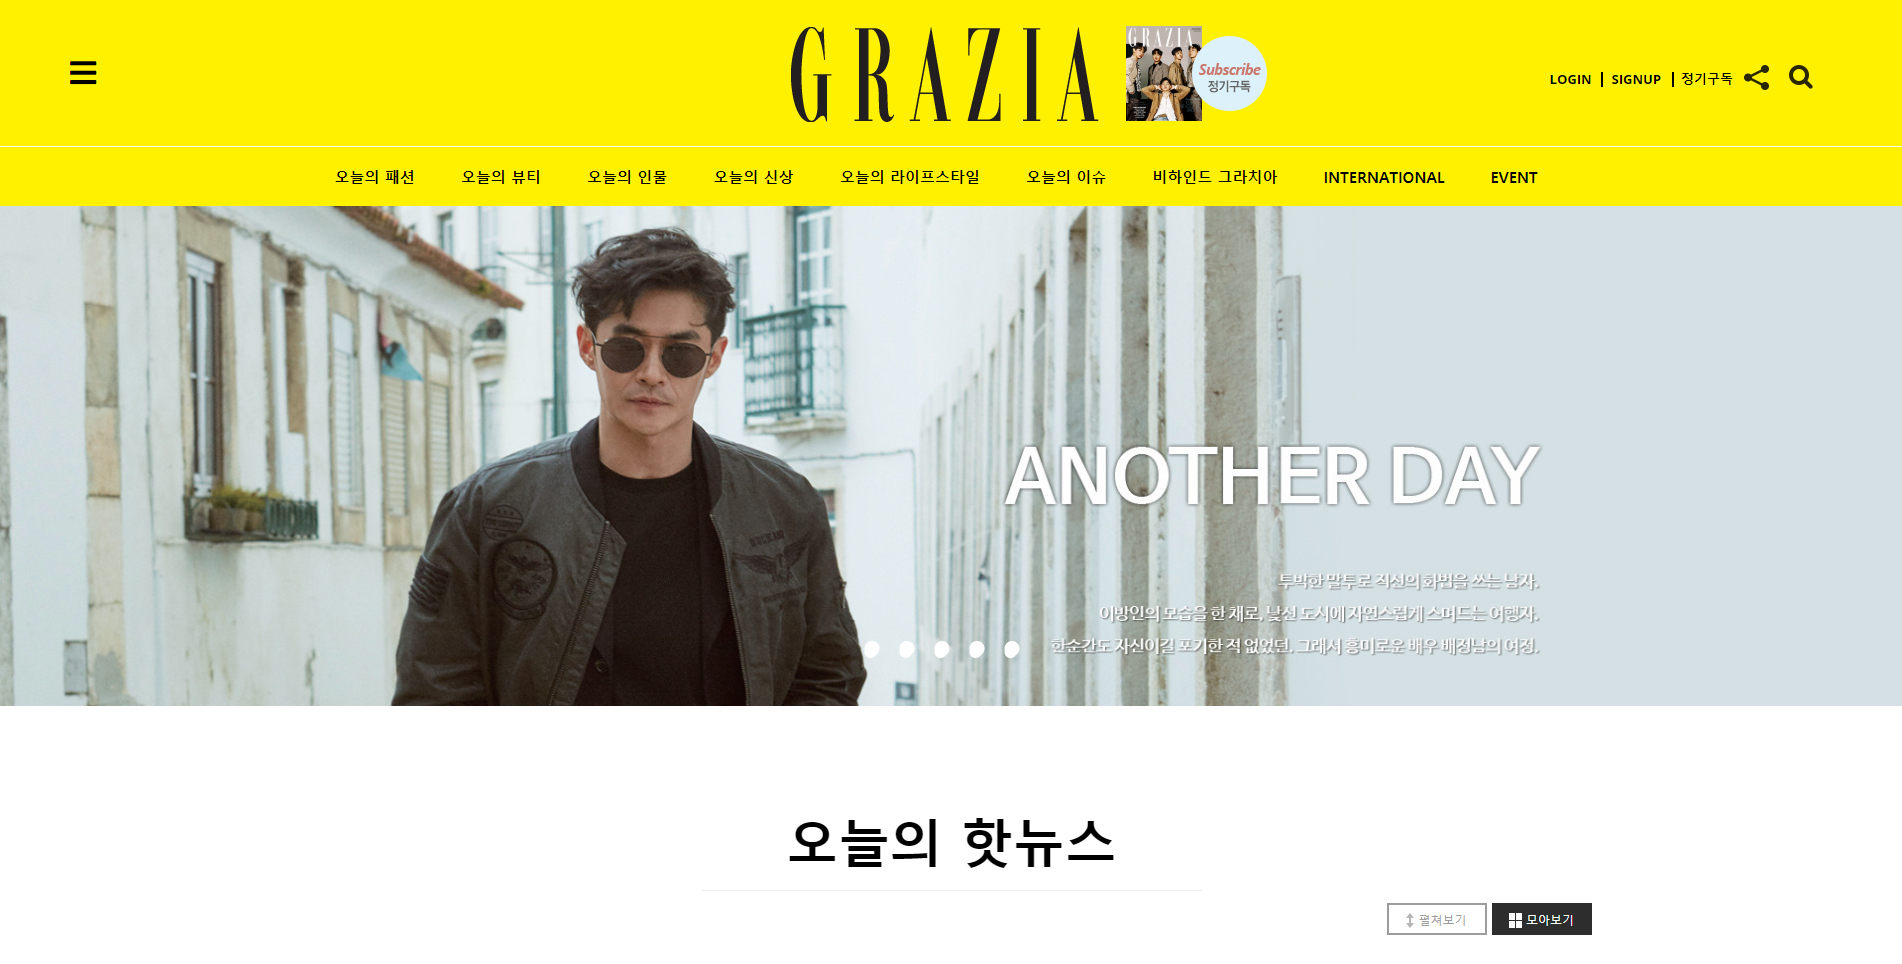 GRAZIA
GRAZIA
Subscribe
정기구독
LOGIN
SIGNUP
정기구독
오늘의 패션
오늘의 뷰티
오늘의 인물
오늘의 신상
오늘의 라이프스타일
오늘의 이슈
비하인드 그라치아
INTERNATIONAL
EVENT
ANOTHER DAY
투박한 말투로 직선의 화법을 쓰는 남자.
이방인의 모습을 한 채로, 낯선 도시에 자연스럽게 스며드는 여행자.
한순간도 자신이길 포기한 적 없었던, 그래서 흥미로운 배우 배정남의 여정.
오늘의 핫뉴스
펼쳐보기
모아보기